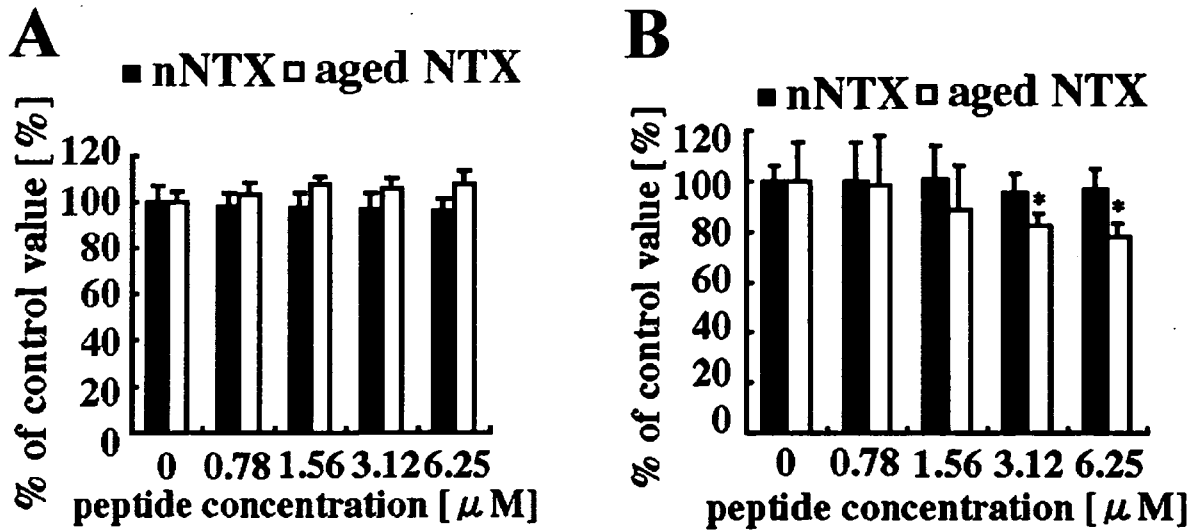 A
■ nNTX □ aged NTX
% of control value [%]
120
100
80
60
40
20
0
0 0.78 1.56 3.12 6.25
peptide concentration [μM]
B
■ nNTX □ aged NTX
% of control value [%]
120
100
80
60
40
20
0
* *
0 0.78 1.56 3.12 6.25
peptide concentration [μM]